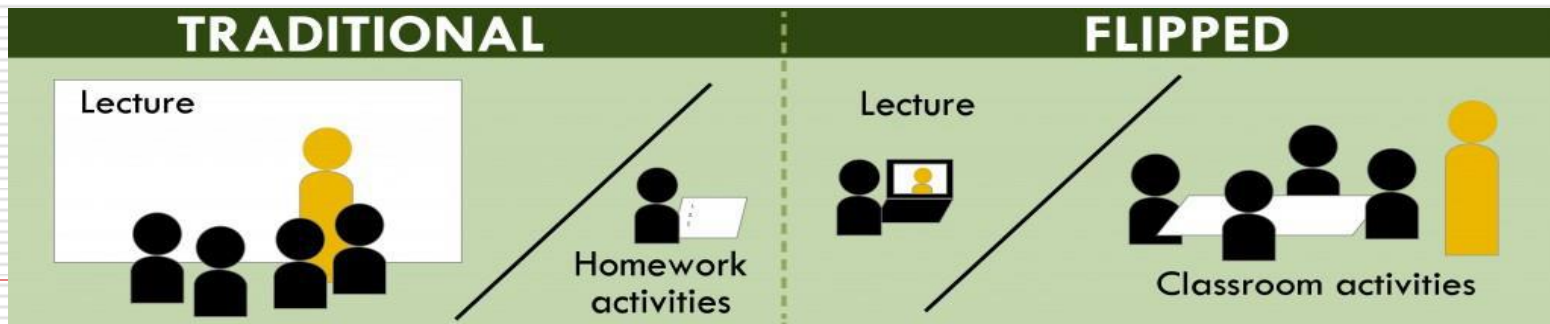 TRADITIONAL
Lecture
Homework
activities
FLIPPED
Lecture
Classroom activities